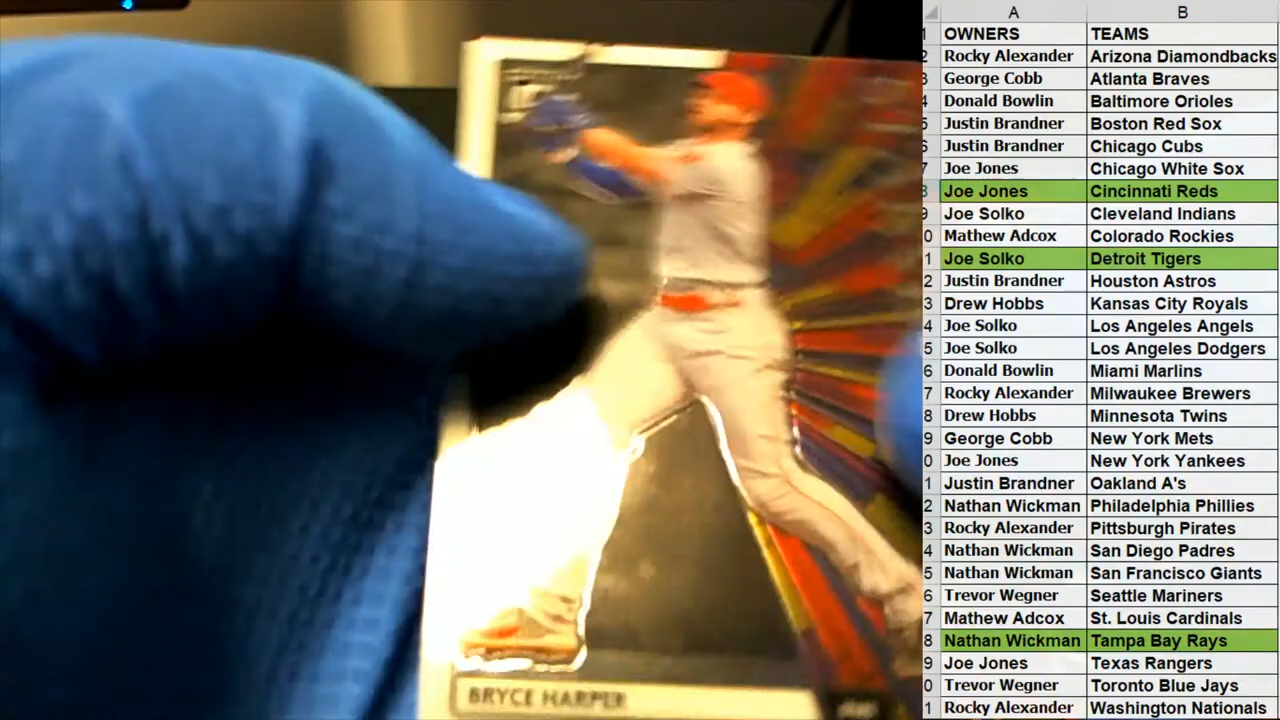 A B
1 OWNERS TEAMS
2 Rocky Alexander Arizona Diamondbacks
3 George Cobb Atlanta Braves
4 Donald Bowlin Baltimore Orioles
5 Justin Brandner Boston Red Sox
6 Justin Brandner Chicago Cubs
7 Joe Jones Chicago White Sox
8 Joe Jones Cincinnati Reds
9 Joe Solko Cleveland Indians
0 Mathew Adcox Colorado Rockies
1 Joe Solko Detroit Tigers
2 Justin Brandner Houston Astros
3 Drew Hobbs Kansas City Royals
4 Joe Solko Los Angeles Angels
5 Joe Solko Los Angeles Dodgers
6 Donald Bowlin Miami Marlins
7 Rocky Alexander Milwaukee Brewers
8 Drew Hobbs Minnesota Twins
9 George Cobb New York Mets
0 Joe Jones New York Yankees
1 Justin Brandner Oakland A's
2 Nathan Wickman Philadelphia Phillies
3 Rocky Alexander Pittsburgh Pirates
4 Nathan Wickman San Diego Padres
5 Nathan Wickman San Francisco Giants
6 Trevor Wegner Seattle Mariners
7 Mathew Adcox St. Louis Cardinals
8 Nathan Wickman Tampa Bay Rays
9 Joe Jones Texas Rangers
0 Trevor Wegner Toronto Blue Jays
1 Rocky Alexander Washington Nationals
BRYCE HARPER